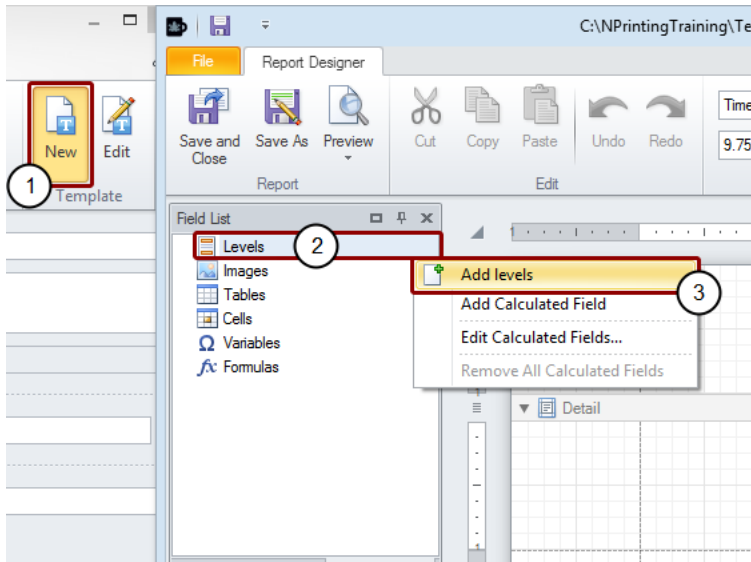 C:\NPrintingTraining\Te
File
Report Designer
New
Edit
Template
1
Save and Close
Save As
Preview
Report
Cut
Copy
Paste
Undo
Redo
Edit
Time
9.75
Field List
Levels
2
Images
Tables
Cells
Ω Variables
fx Formulas
Add levels
3
Add Calculated Field
Edit Calculated Fields...
Remove All Calculated Fields
1
Detail